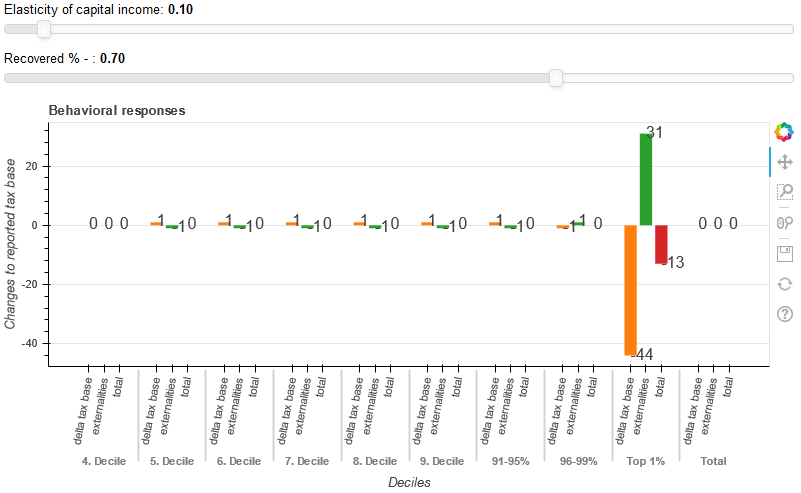 Elasticity of capital income: 0.10
Recovered % - : 0.70
Behavioral responses
Changes to reported tax base
20
0
-20
-40
0 0 0
1 -1 0
1 -1 0
1 -1 0
1 -1 0
1 -1 0
1 -1 0
-1 1 0
-44 31 -13
0 0 0
delta tax base externalities total
delta tax base externalities total
delta tax base externalities total
delta tax base externalities total
delta tax base externalities total
delta tax base externalities total
delta tax base externalities total
delta tax base externalities total
delta tax base externalities total
delta tax base externalities total
4. Decile 5. Decile 6. Decile 7. Decile 8. Decile 9. Decile 91-95% 96-99% Top 1% Total
Deciles